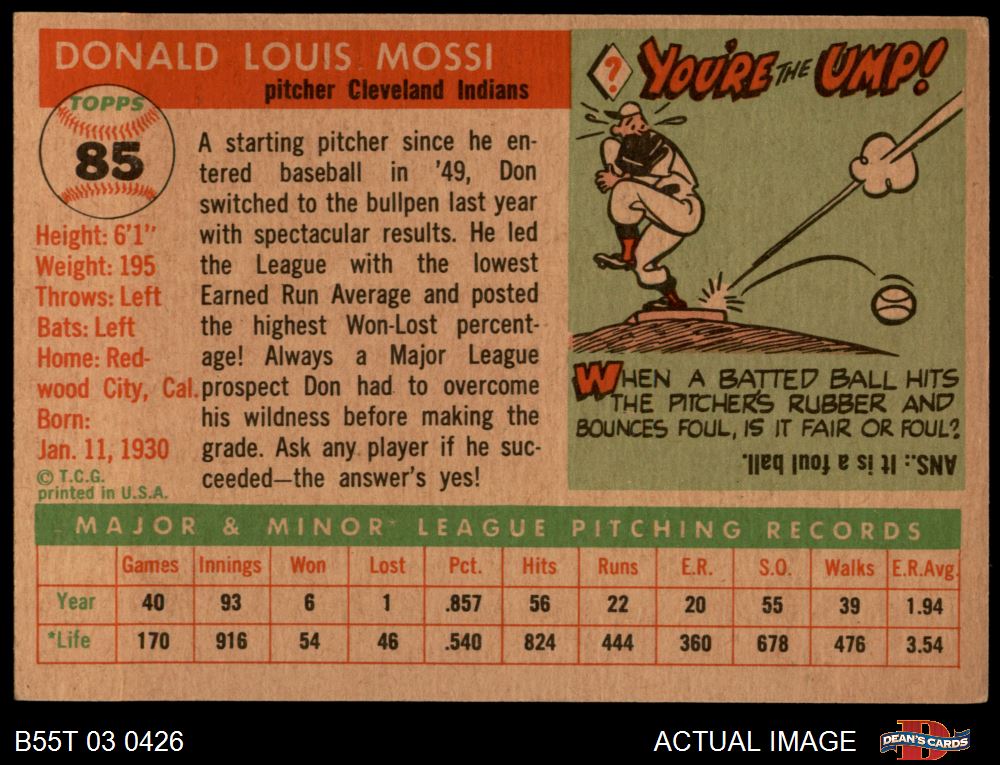 DONALD LOUIS MOSSI
pitcher Cleveland Indians
TOPPS
85
Height: 6'1"
Weight: 195
Throws: Left
Bats: Left
Home: Red-
wood City, Cal.
Born:
Jan. 11, 1930
© T.C.G.
printed in U.S.A.
A starting pitcher since he en-
tered baseball in '49, Don
switched to the bullpen last year
with spectacular results. He led
the League with the lowest
Earned Run Average and posted
the highest Won-Lost percent-
age! Always a Major League
prospect Don had to overcome
his wildness before making the
grade. Ask any player if he suc-
ceeded—the answer's yes!
? YOU'RE THE UMP!
WHEN A BATTED BALL HITS
THE PITCHER'S RUBBER AND
BOUNCES FOUL, IS IT FAIR OR FOUL?
ANS.: It is a foul ball.
MAJOR & MINOR LEAGUE PITCHING RECORDS
Games Innings Won Lost Pct. Hits Runs E.R. S.O. Walks E.R.Avg.
Year 40 93 6 1 .857 56 22 20 55 39 1.94
*Life 170 916 54 46 .540 824 444 360 678 476 3.54
B55T 03 0426
ACTUAL IMAGE
D
DEAN'S CARDS